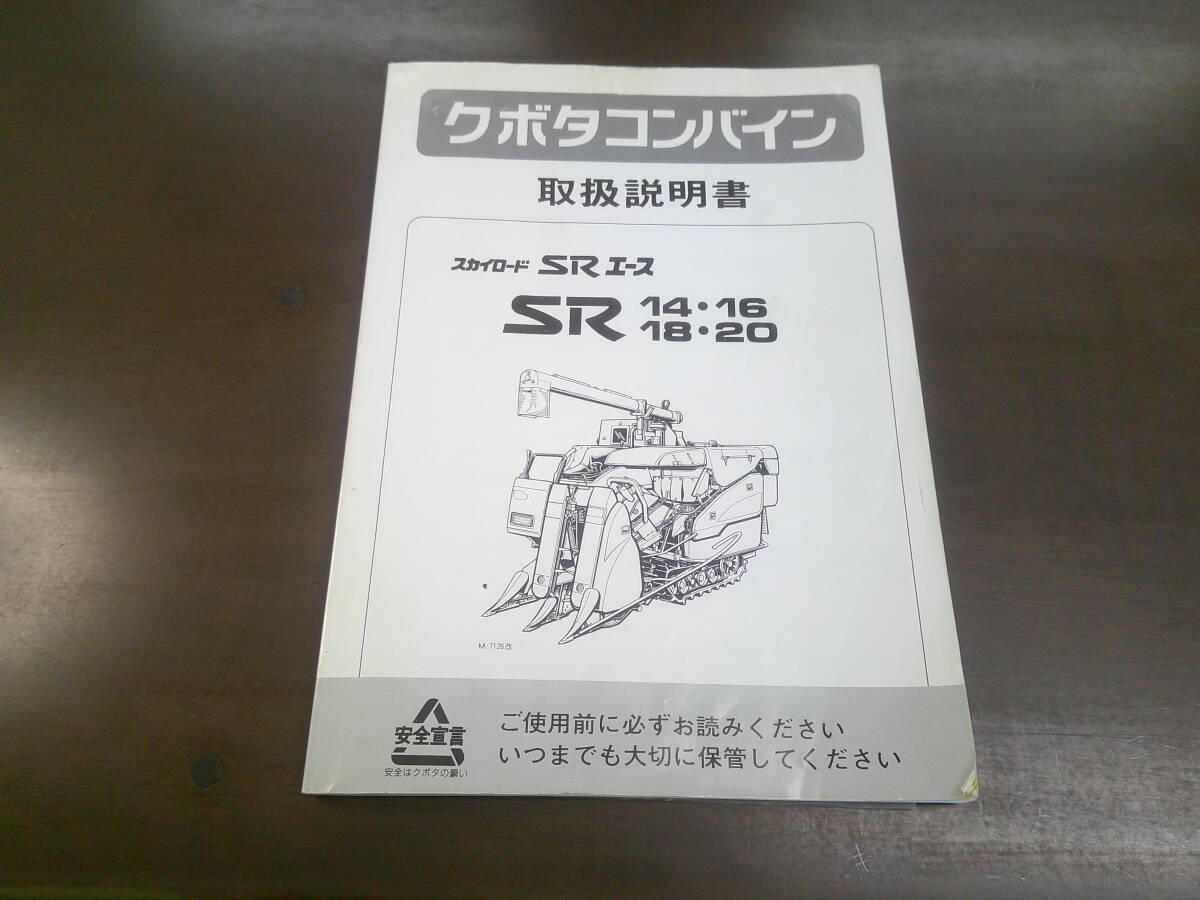 クボタコンバイン
取扱説明書
スカイロード SR エース
SR 14・16
18・20
M-7126改
安全宣言
安全はクボタの願い
ご使用前に必ずお読みください
いつまでも大切に保管してください